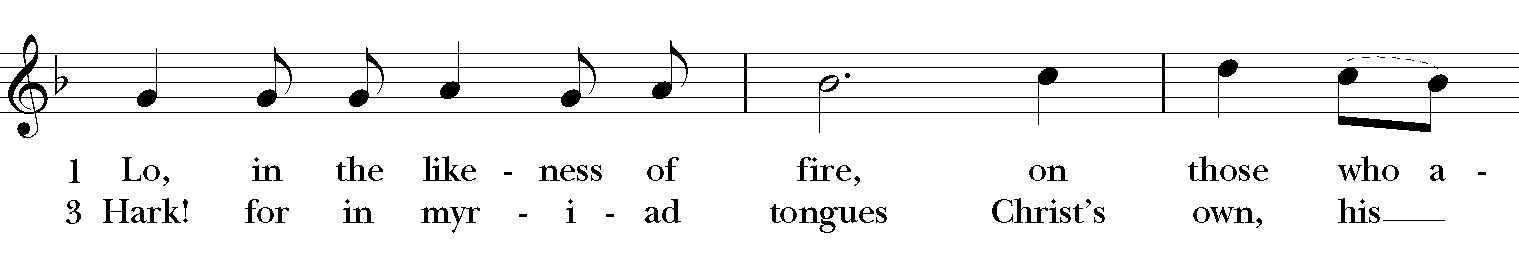 1 Lo, in the like - ness of fire, on those who a -
3 Hark! for in myr - i - ad tongues Christ's own, his